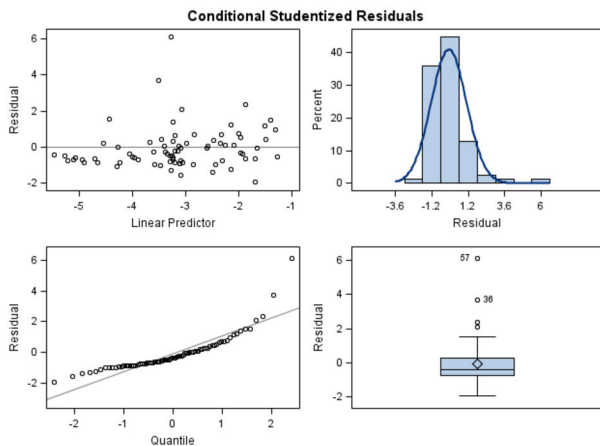 Conditional Studentized Residuals
6
4
2
0
-2
Residual
-5 -4 -3 -2 -1
Linear Predictor
40
30
20
10
0
Percent
-3.6 -1.2 1.2 3.6 6
Residual
6
4
2
0
-2
Residual
-2 -1 0 1 2
Quantile
6
4
2
0
-2
Residual
57
36